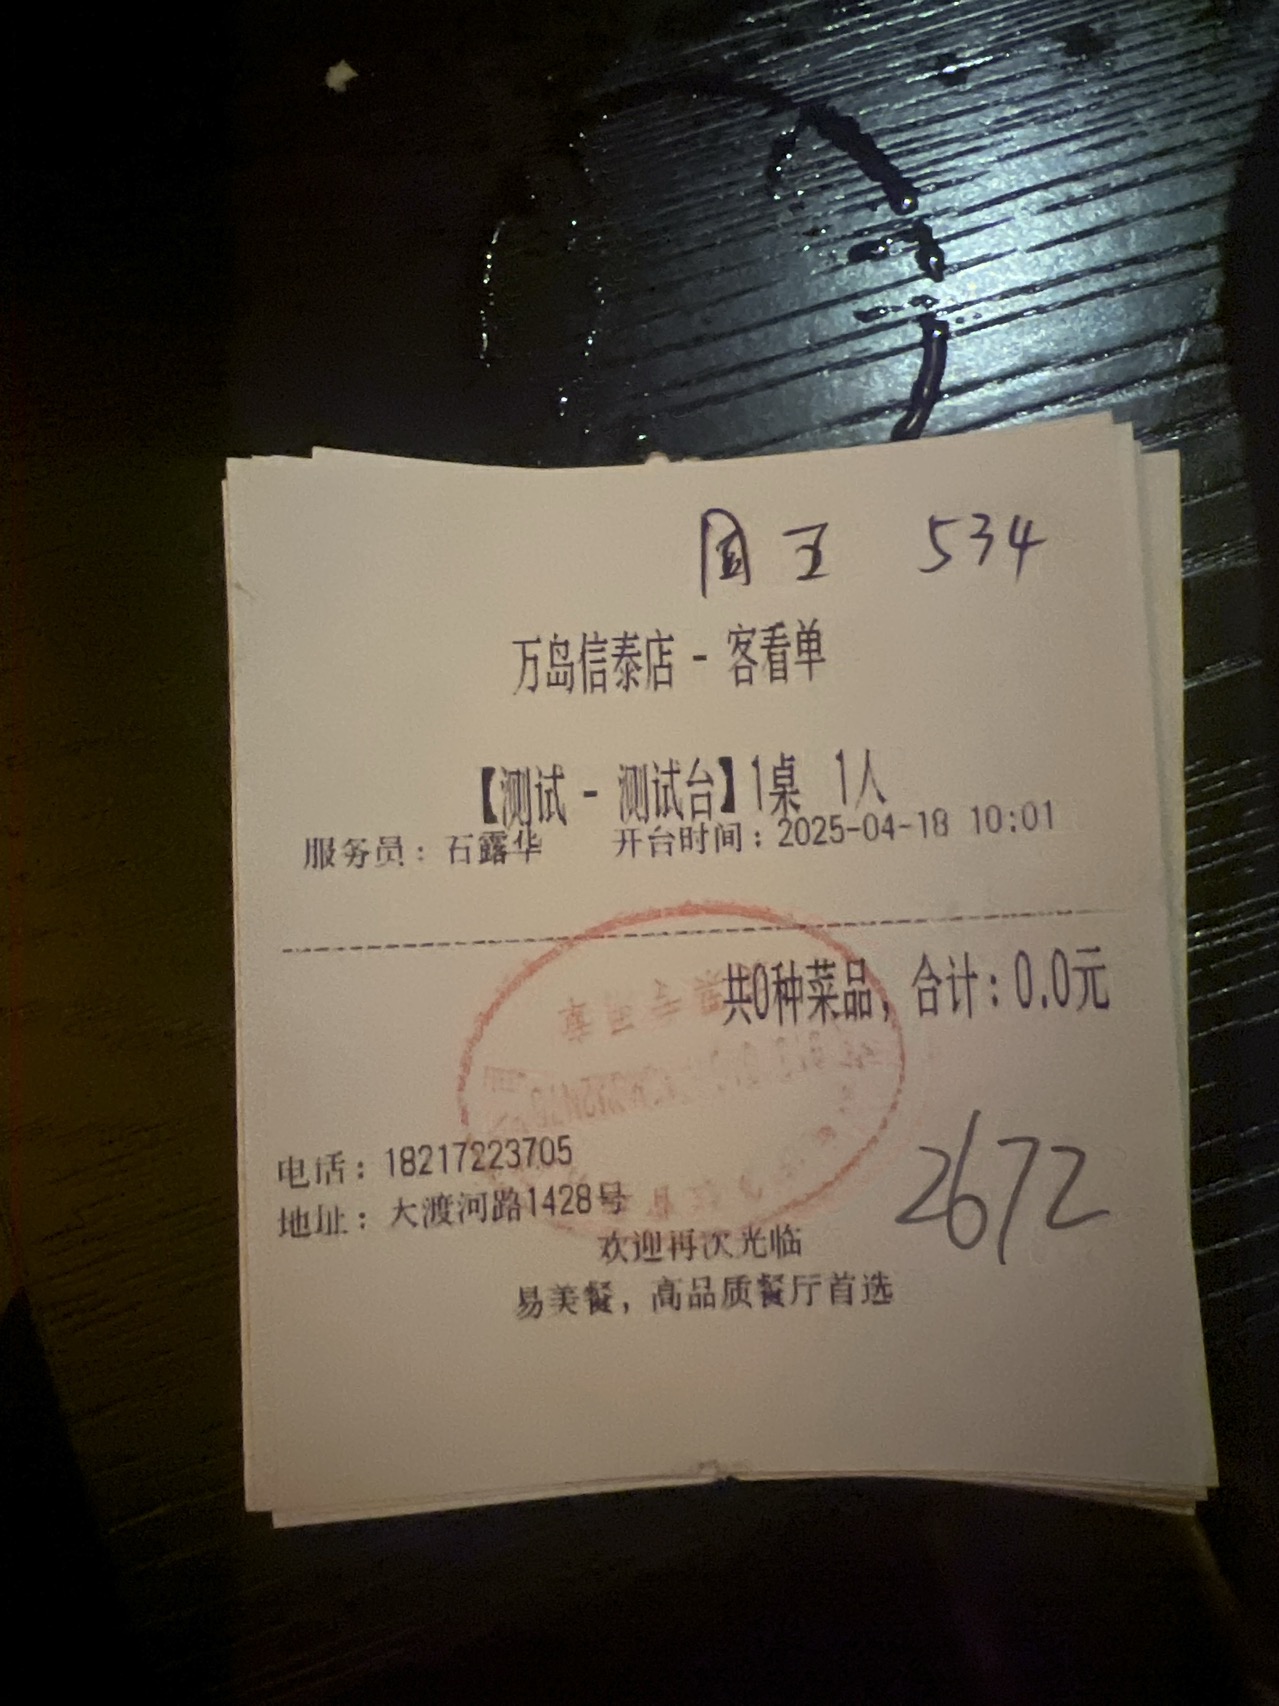 国王 534
万岛信泰店 - 客看单
【测试 - 测试台】1桌 1人
服务员：石露华 开台时间：2025-04-18 10:01
共0种菜品，合计：0.0元
电话：18217223705
2672
地址：大渡河路1428号
欢迎再次光临
易美餐，高品质餐厅首选